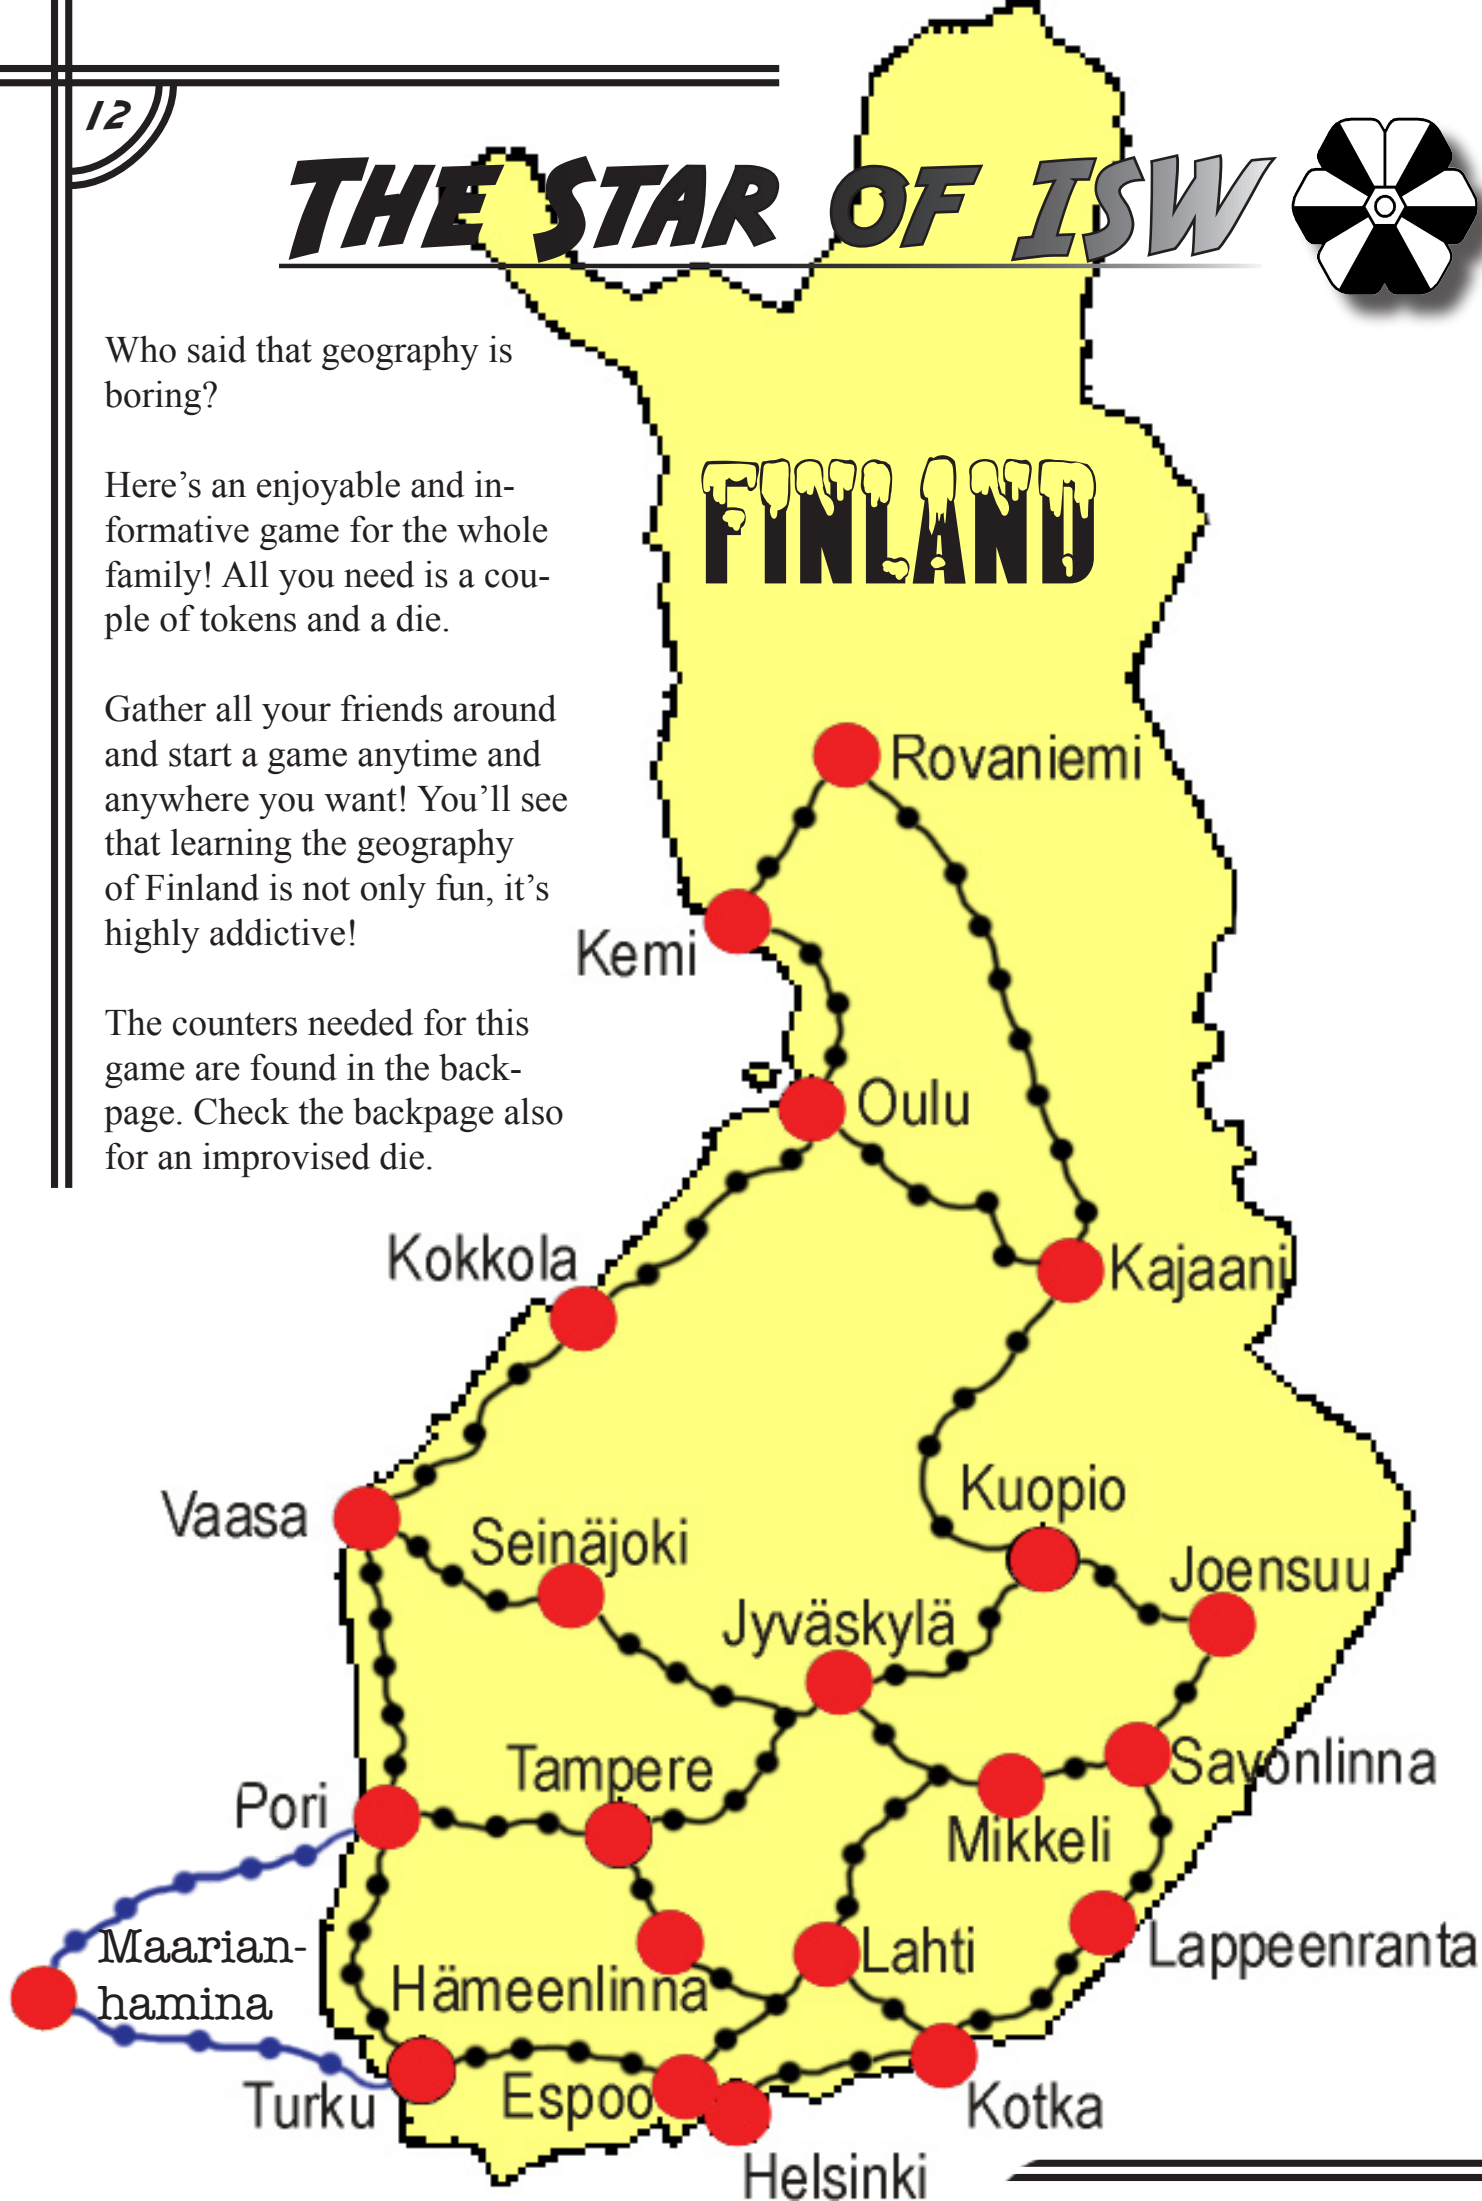 12
THE STAR OF ISW
Who said that geography is
boring?
Here's an enjoyable and in-
formative game for the whole
family! All you need is a cou-
ple of tokens and a die.
Gather all your friends around
and start a game anytime and
anywhere you want! You'll see
that learning the geography
of Finland is not only fun, it's
highly addictive!
The counters needed for this
game are found in the back-
page. Check the backpage also
for an improvised die.
FINLAND
Rovaniemi
Kemi
Oulu
Kokkola
Kajaani
Vaasa
Seinäjoki
Kuopio
Joensuu
Jyväskylä
Tampere
Savonlinna
Pori
Mikkeli
Maarian-
hamina
Hämeenlinna
Lahti
Lappeenranta
Turku
Espoo
Kotka
Helsinki